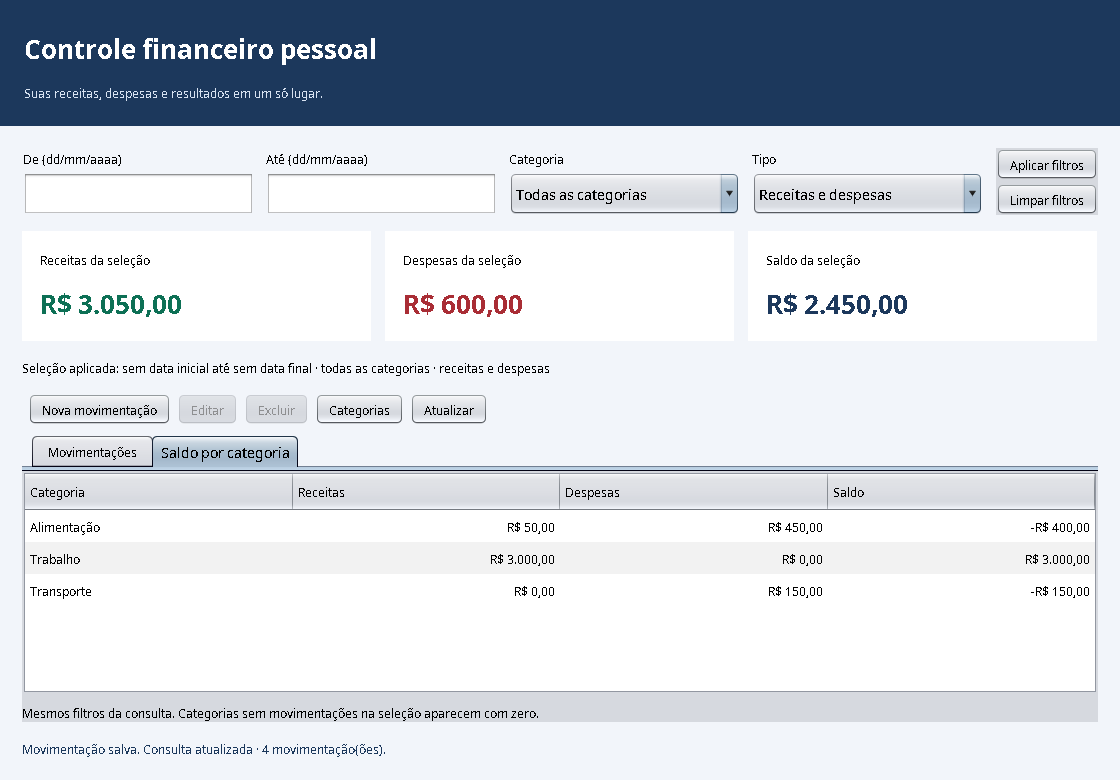 Controle financeiro pessoal
Suas receitas, despesas e resultados em um só lugar.
De (dd/mm/aaaa) Até (dd/mm/aaaa) Categoria Tipo
Todas as categorias Receitas e despesas
Aplicar filtros
Limpar filtros
Receitas da seleção Despesas da seleção Saldo da seleção
R$ 3.050,00 R$ 600,00 R$ 2.450,00
Seleção aplicada: sem data inicial até sem data final · todas as categorias · receitas e despesas
Nova movimentação Editar Excluir Categorias Atualizar
Movimentações Saldo por categoria
Categoria Receitas Despesas Saldo
Alimentação R$ 50,00 R$ 450,00 -R$ 400,00
Trabalho R$ 3.000,00 R$ 0,00 R$ 3.000,00
Transporte R$ 0,00 R$ 150,00 -R$ 150,00
Mesmos filtros da consulta. Categorias sem movimentações na seleção aparecem com zero.
Movimentação salva. Consulta atualizada · 4 movimentação(ões).